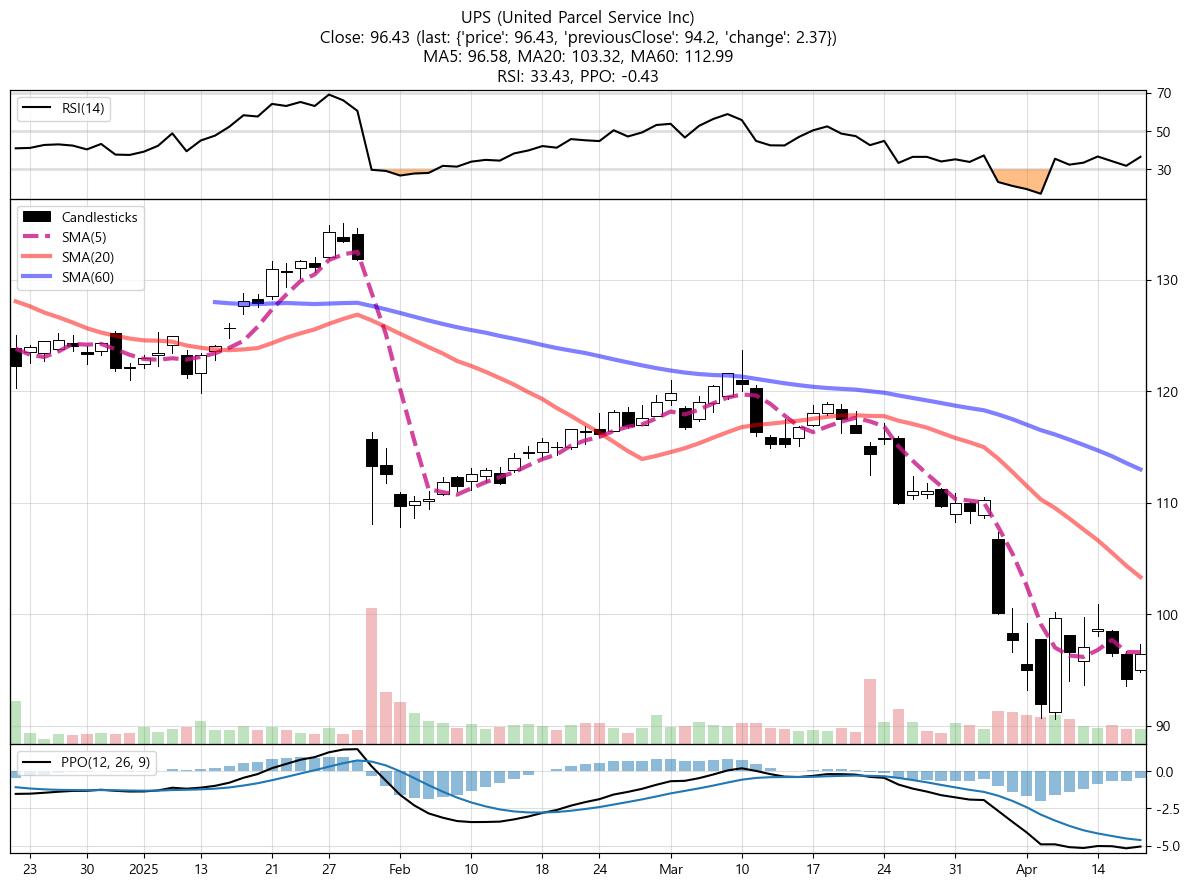 UPS (United Parcel Service Inc)
Close: 96.43 (last: {'price': 96.43, 'previousClose': 94.2, 'change': 2.37})
MA5: 96.58, MA20: 103.32, MA60: 112.99
RSI: 33.43, PPO: -0.43
RSI(14)
70
50
30
Candlesticks
SMA(5)
SMA(20)
SMA(60)
130
120
110
100
90
PPO(12, 26, 9)
0.0
-2.5
-5.0
23 30 2025 13 21 27 Feb 10 18 24 Mar 10 17 24 31 Apr 14